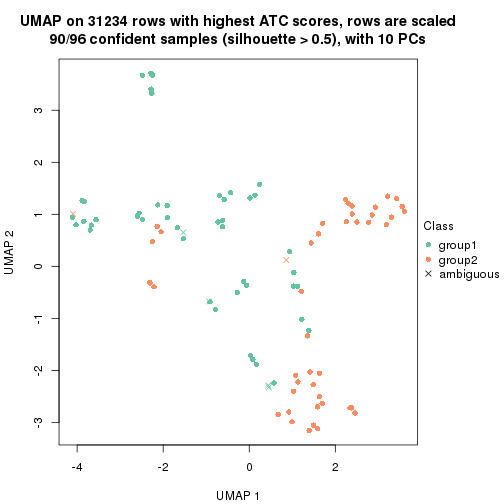 UMAP on 31234 rows with highest ATC scores, rows are scaled
90/96 confident samples (silhouette > 0.5), with 10 PCs
3
2
1
0
-1
-2
-3
UMAP 2
-4
-2
0
2
UMAP 1
Class
group1
group2
ambiguous